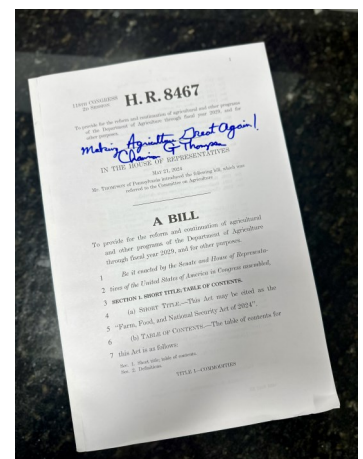 118TH CONGRESS
2D SESSION
H. R. 8467
To provide for the reform and continuation of agricultural and other programs
of the Department of Agriculture through fiscal year 2029, and for
other purposes.
Making Agriculture Great Again!
Chairman G Thompson
IN THE HOUSE OF REPRESENTATIVES
MAY 21, 2024
Mr. THOMPSON of Pennsylvania introduced the following bill; which was
referred to the Committee on Agriculture
A BILL
To provide for the reform and continuation of agricultural
and other programs of the Department of Agriculture
through fiscal year 2029, and for other purposes.
1 Be it enacted by the Senate and House of Representa-
2 tives of the United States of America in Congress assembled,
3 SECTION 1. SHORT TITLE; TABLE OF CONTENTS.
4 (a) SHORT TITLE.—This Act may be cited as the
5 "Farm, Food, and National Security Act of 2024".
6 (b) TABLE OF CONTENTS.—The table of contents for
7 this Act is as follows:
Sec. 1. Short title; table of contents.
Sec. 2. Definitions
TITLE I—COMMODITIES